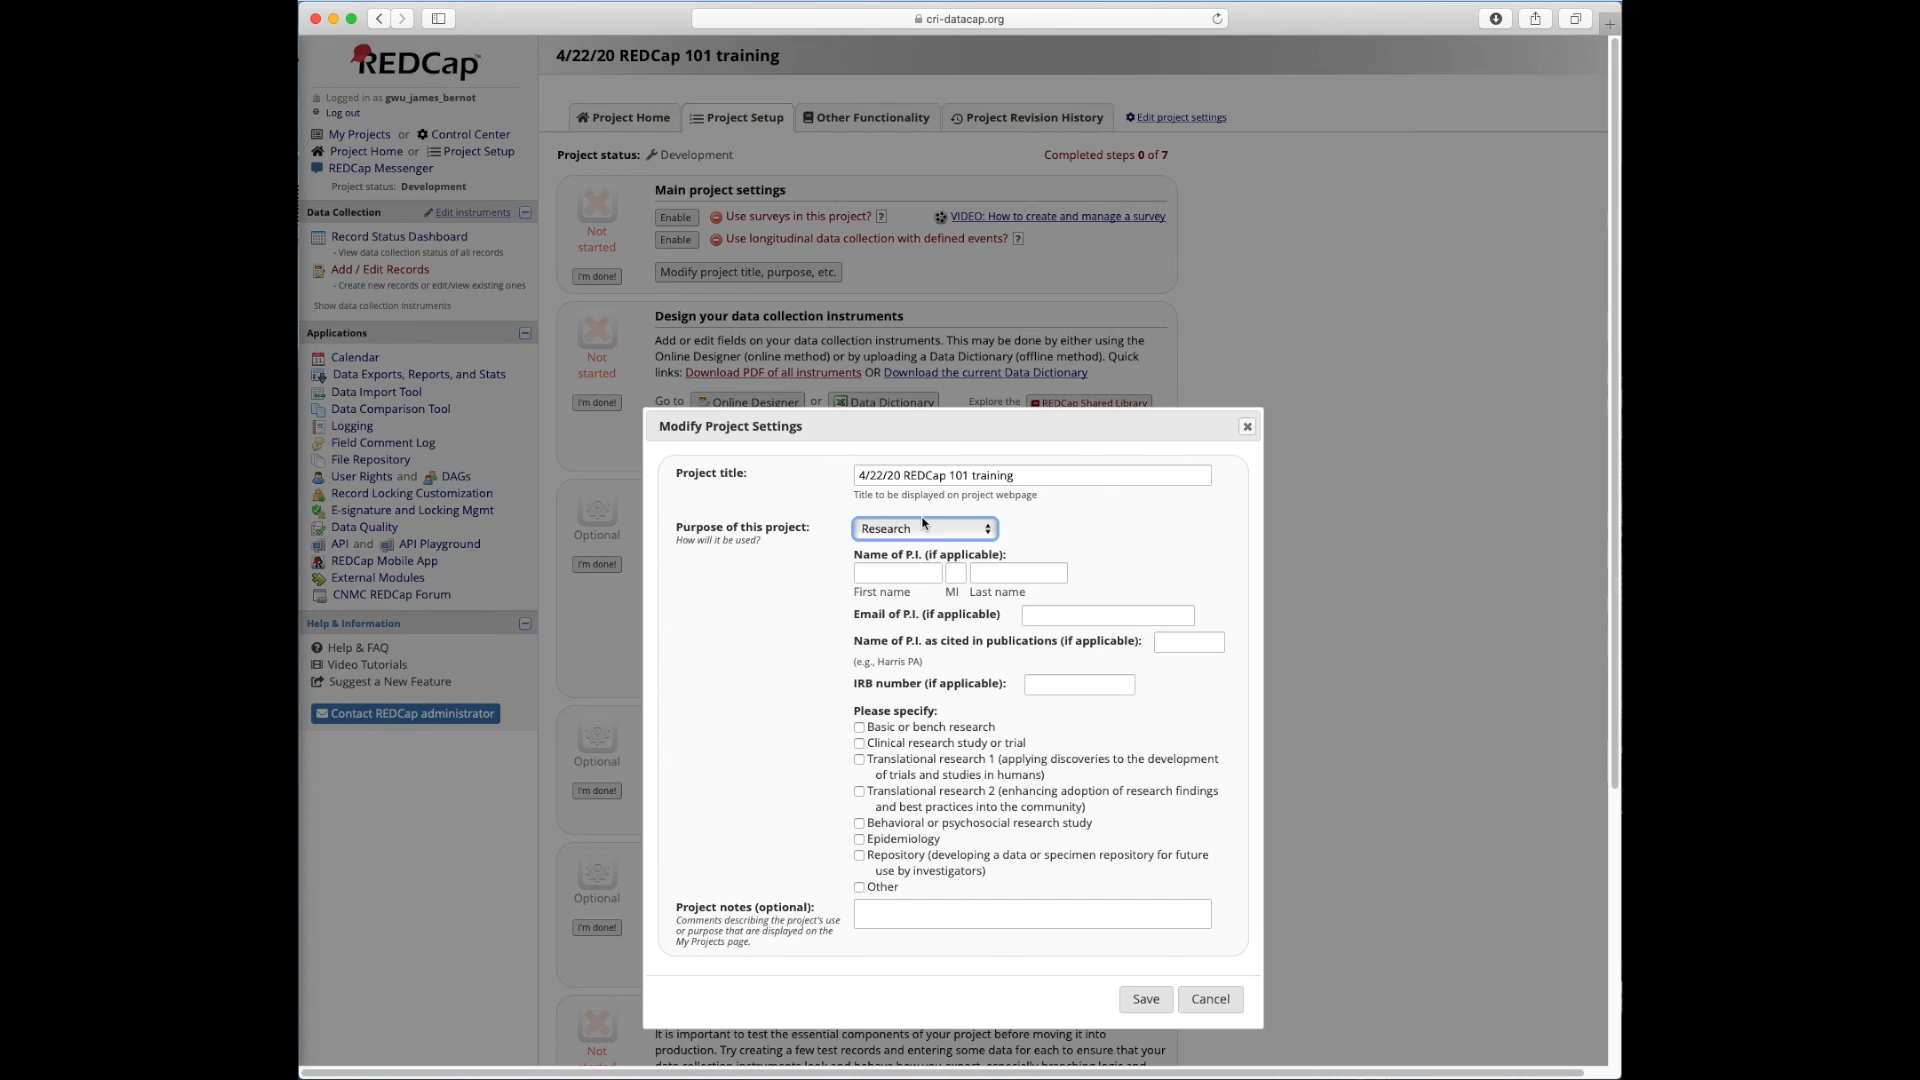 cri-datacap.org
REDCap
4/22/20 REDCap 101 training
Logged in as gwu_james_bernot
Log out
My Projects or Control Center
Project Home or Project Setup
REDCap Messenger
Project status: Development
Data Collection Edit instruments
Record Status Dashboard
- View data collection status of all records
Add / Edit Records
- Create new records or edit/view existing ones
Show data collection instruments
Applications
Calendar
Data Exports, Reports, and Stats
Data Import Tool
Data Comparison Tool
Logging
Field Comment Log
File Repository
User Rights and DAGs
Record Locking Customization
E-signature and Locking Mgmt
Data Quality
API and API Playground
REDCap Mobile App
External Modules
CNMC REDCap Forum
Help & Information
Help & FAQ
Video Tutorials
Suggest a New Feature
Contact REDCap administrator
Project Home Project Setup Other Functionality Project Revision History Edit project settings
Project status: Development Completed steps 0 of 7
Main project settings
Not started
I'm done!
Enable Use surveys in this project? ? VIDEO: How to create and manage a survey
Enable Use longitudinal data collection with defined events? ?
Modify project title, purpose, etc.
Design your data collection instruments
Not started
I'm done!
Add or edit fields on your data collection instruments. This may be done by either using the
Online Designer (online method) or by uploading a Data Dictionary (offline method). Quick
links: Download PDF of all instruments OR Download the current Data Dictionary
Go to Online Designer or Data Dictionary Explore the REDCap Shared Library
Optional
I'm done!
Optional
I'm done!
Optional
I'm done!
Not
started
Modify Project Settings
Project title: 4/22/20 REDCap 101 training
Title to be displayed on project webpage
Purpose of this project: Research
How will it be used?
Name of P.I. (if applicable):
First name MI Last name
Email of P.I. (if applicable)
Name of P.I. as cited in publications (if applicable):
(e.g., Harris PA)
IRB number (if applicable):
Please specify:
Basic or bench research
Clinical research study or trial
Translational research 1 (applying discoveries to the development
of trials and studies in humans)
Translational research 2 (enhancing adoption of research findings
and best practices into the community)
Behavioral or psychosocial research study
Epidemiology
Repository (developing a data or specimen repository for future
use by investigators)
Other
Project notes (optional):
Comments describing the project's use
or purpose that are displayed on the
My Projects page.
Save Cancel
It is important to test the essential components of your project before moving it into
production. Try creating a few test records and entering some data for each to ensure that your